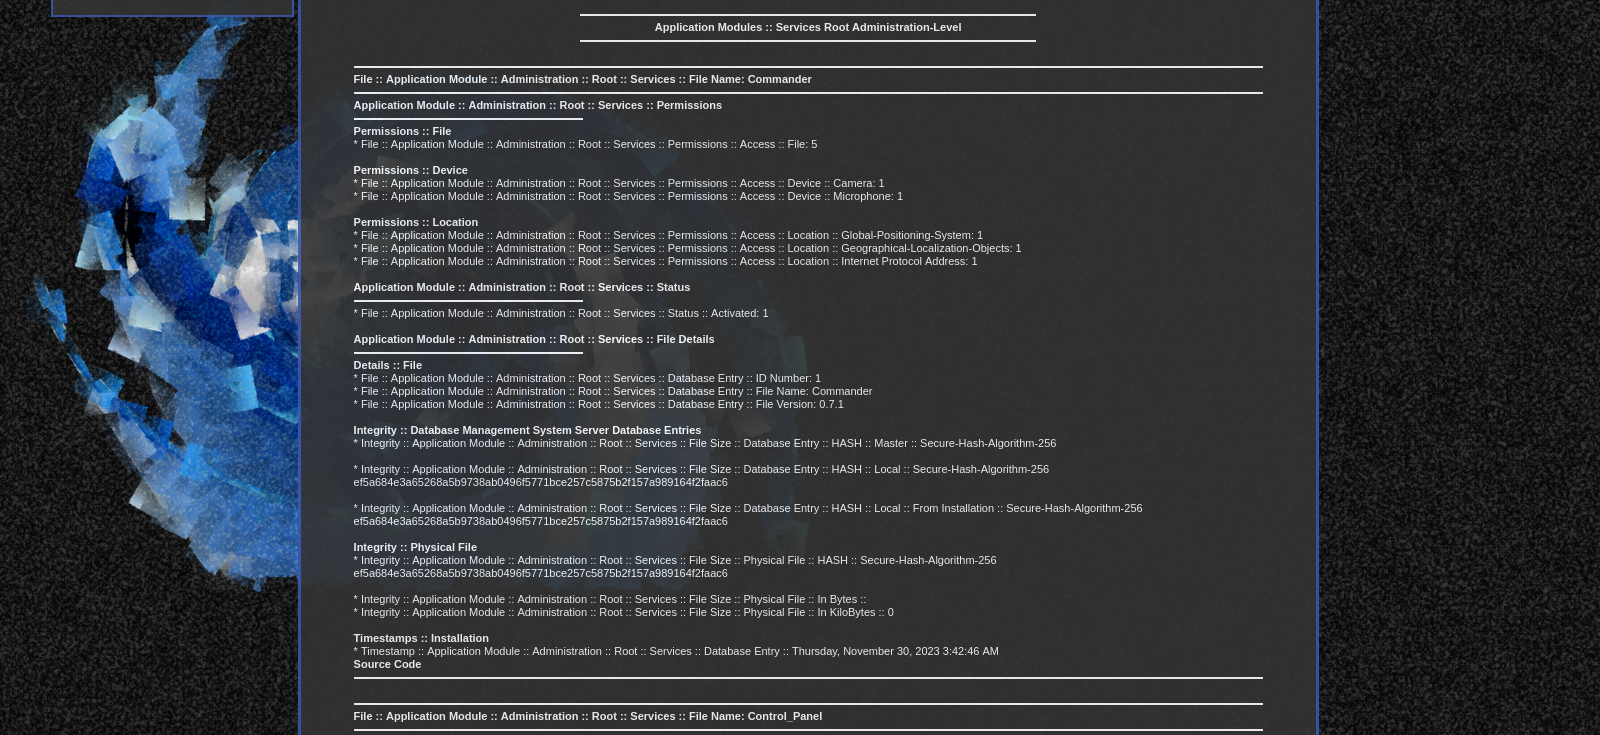 Application Modules :: Services Root Administration-Level
File :: Application Module :: Administration :: Root :: Services :: File Name: Commander
Application Module :: Administration :: Root :: Services :: Permissions
Permissions :: File
* File :: Application Module :: Administration :: Root :: Services :: Permissions :: Access :: File: 5
Permissions :: Device
* File :: Application Module :: Administration :: Root :: Services :: Permissions :: Access :: Device :: Camera: 1
* File :: Application Module :: Administration :: Root :: Services :: Permissions :: Access :: Device :: Microphone: 1
Permissions :: Location
* File :: Application Module :: Administration :: Root :: Services :: Permissions :: Access :: Location :: Global-Positioning-System: 1
* File :: Application Module :: Administration :: Root :: Services :: Permissions :: Access :: Location :: Geographical-Localization-Objects: 1
* File :: Application Module :: Administration :: Root :: Services :: Permissions :: Access :: Location :: Internet Protocol Address: 1
Application Module :: Administration :: Root :: Services :: Status
* File :: Application Module :: Administration :: Root :: Services :: Status :: Activated: 1
Application Module :: Administration :: Root :: Services :: File Details
Details :: File
* File :: Application Module :: Administration :: Root :: Services :: Database Entry :: ID Number: 1
* File :: Application Module :: Administration :: Root :: Services :: Database Entry :: File Name: Commander
* File :: Application Module :: Administration :: Root :: Services :: Database Entry :: File Version: 0.7.1
Integrity :: Database Management System Server Database Entries
* Integrity :: Application Module :: Administration :: Root :: Services :: File Size :: Database Entry :: HASH :: Master :: Secure-Hash-Algorithm-256
* Integrity :: Application Module :: Administration :: Root :: Services :: File Size :: Database Entry :: HASH :: Local :: Secure-Hash-Algorithm-256
ef5a684e3a65268a5b9738ab0496f5771bce257c5875b2f157a989164f2faac6
* Integrity :: Application Module :: Administration :: Root :: Services :: File Size :: Database Entry :: HASH :: Local :: From Installation :: Secure-Hash-Algorithm-256
ef5a684e3a65268a5b9738ab0496f5771bce257c5875b2f157a989164f2faac6
Integrity :: Physical File
* Integrity :: Application Module :: Administration :: Root :: Services :: File Size :: Physical File :: HASH :: Secure-Hash-Algorithm-256
ef5a684e3a65268a5b9738ab0496f5771bce257c5875b2f157a989164f2faac6
* Integrity :: Application Module :: Administration :: Root :: Services :: File Size :: Physical File :: In Bytes ::
* Integrity :: Application Module :: Administration :: Root :: Services :: File Size :: Physical File :: In KiloBytes :: 0
Timestamps :: Installation
* Timestamp :: Application Module :: Administration :: Root :: Services :: Database Entry :: Thursday, November 30, 2023 3:42:46 AM
Source Code
File :: Application Module :: Administration :: Root :: Services :: File Name: Control_Panel